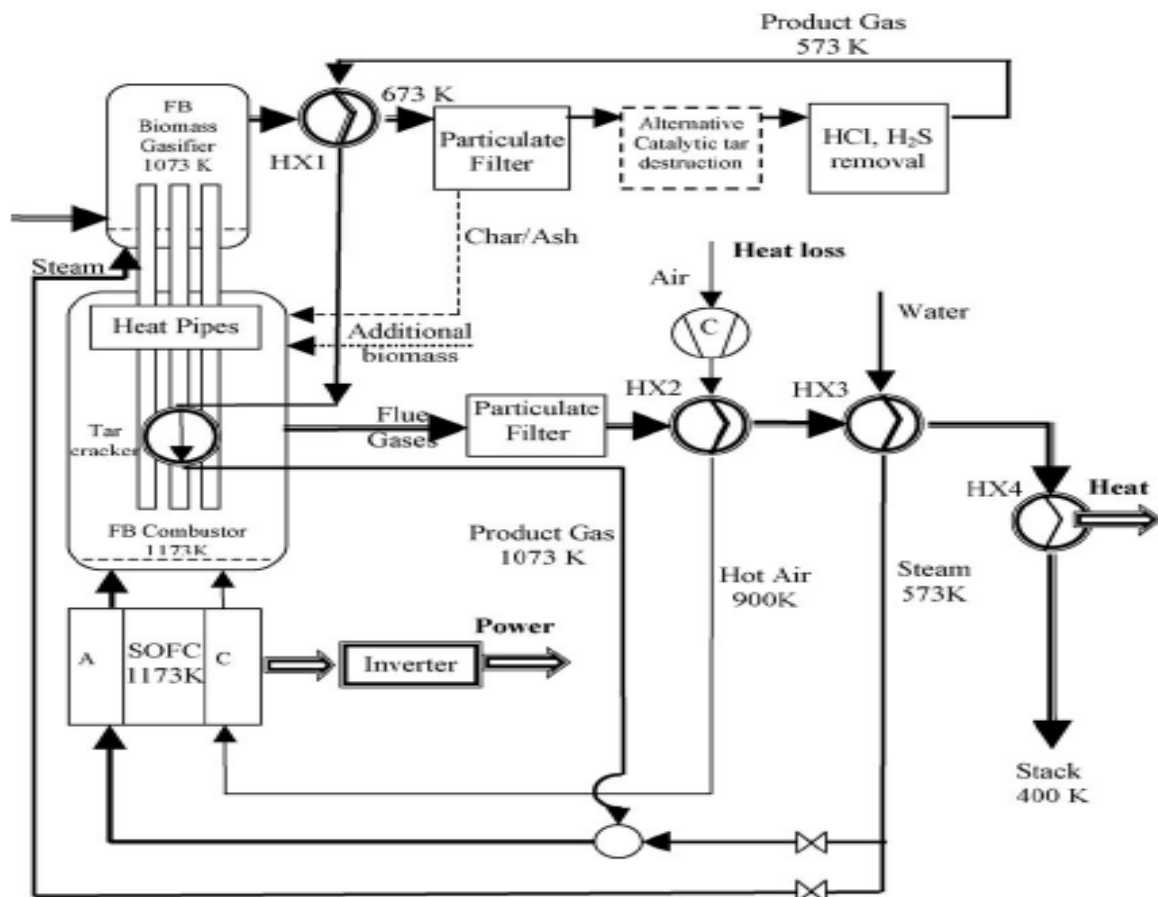 Product Gas
573 K
FB
Biomass
Gasifier
1073 K
HX1
673 K
Particulate
Filter
Alternative
Catalytic tar
destruction
HCl, H₂S
removal
Steam
Char/Ash
Heat loss
Air
Water
Heat Pipes
Additional
biomass
C
HX2
HX3
Tar
cracker
Flue
Gases
Particulate
Filter
HX4
Heat
FB Combustor
1173K
Product Gas
1073 K
Hot Air
900K
Steam
573K
A
SOFC
1173K
C
Power
Inverter
Stack
400 K